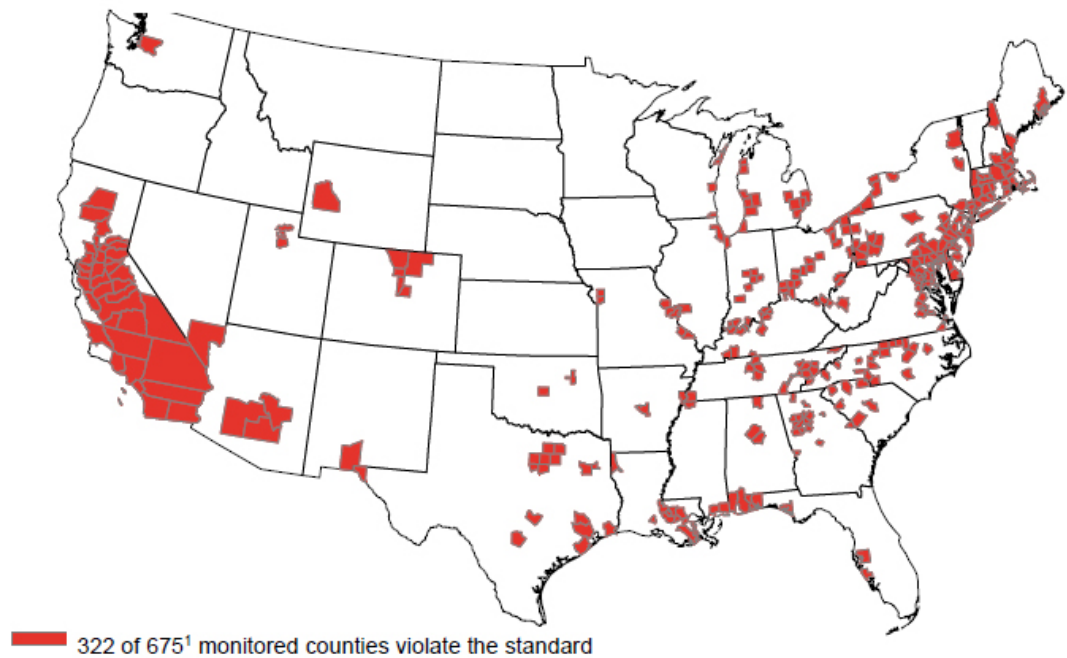 322 of 675¹ monitored counties violate the standard